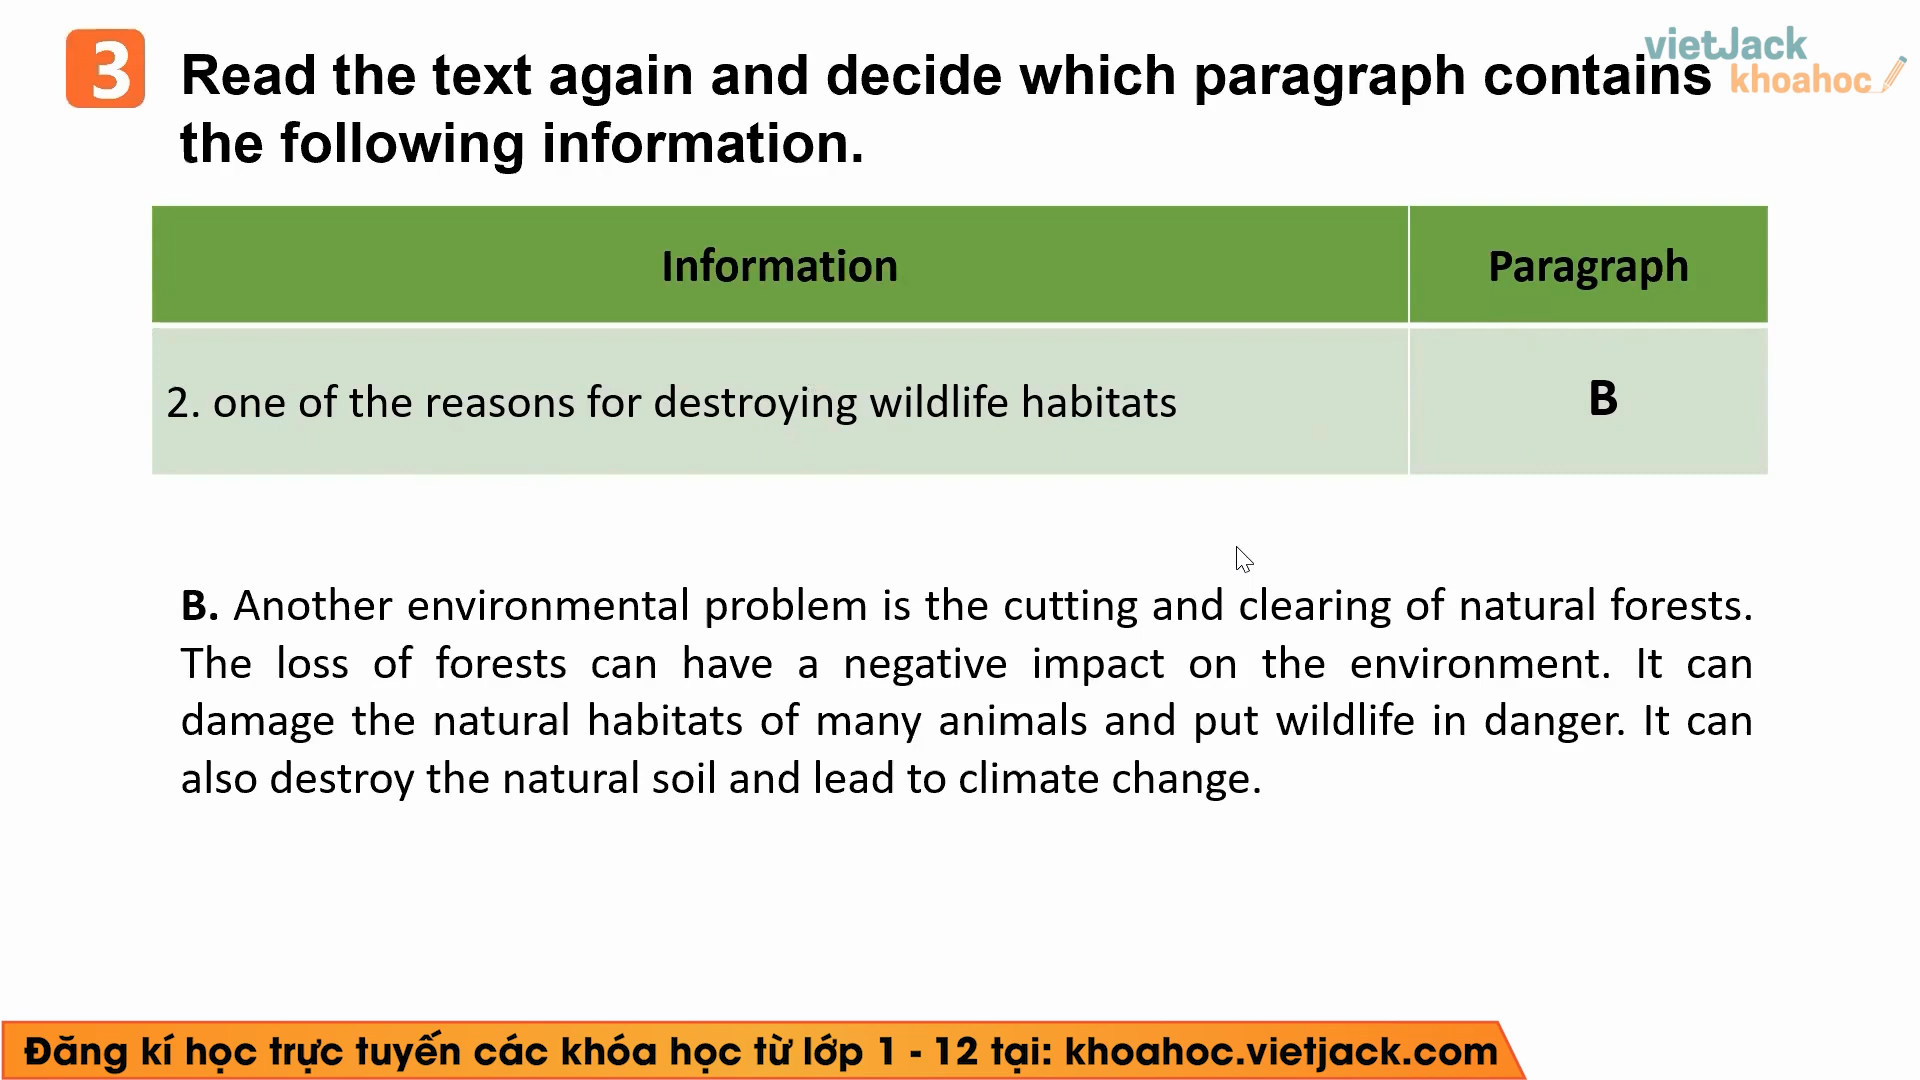 3
Read the text again and decide which paragraph contains
the following information.
vietJack
khoahoc
Information
Paragraph
2. one of the reasons for destroying wildlife habitats
B
B. Another environmental problem is the cutting and clearing of natural forests.
The loss of forests can have a negative impact on the environment. It can
damage the natural habitats of many animals and put wildlife in danger. It can
also destroy the natural soil and lead to climate change.
Đăng kí học trực tuyến các khóa học từ lớp 1 - 12 tại: khoahoc.vietjack.com